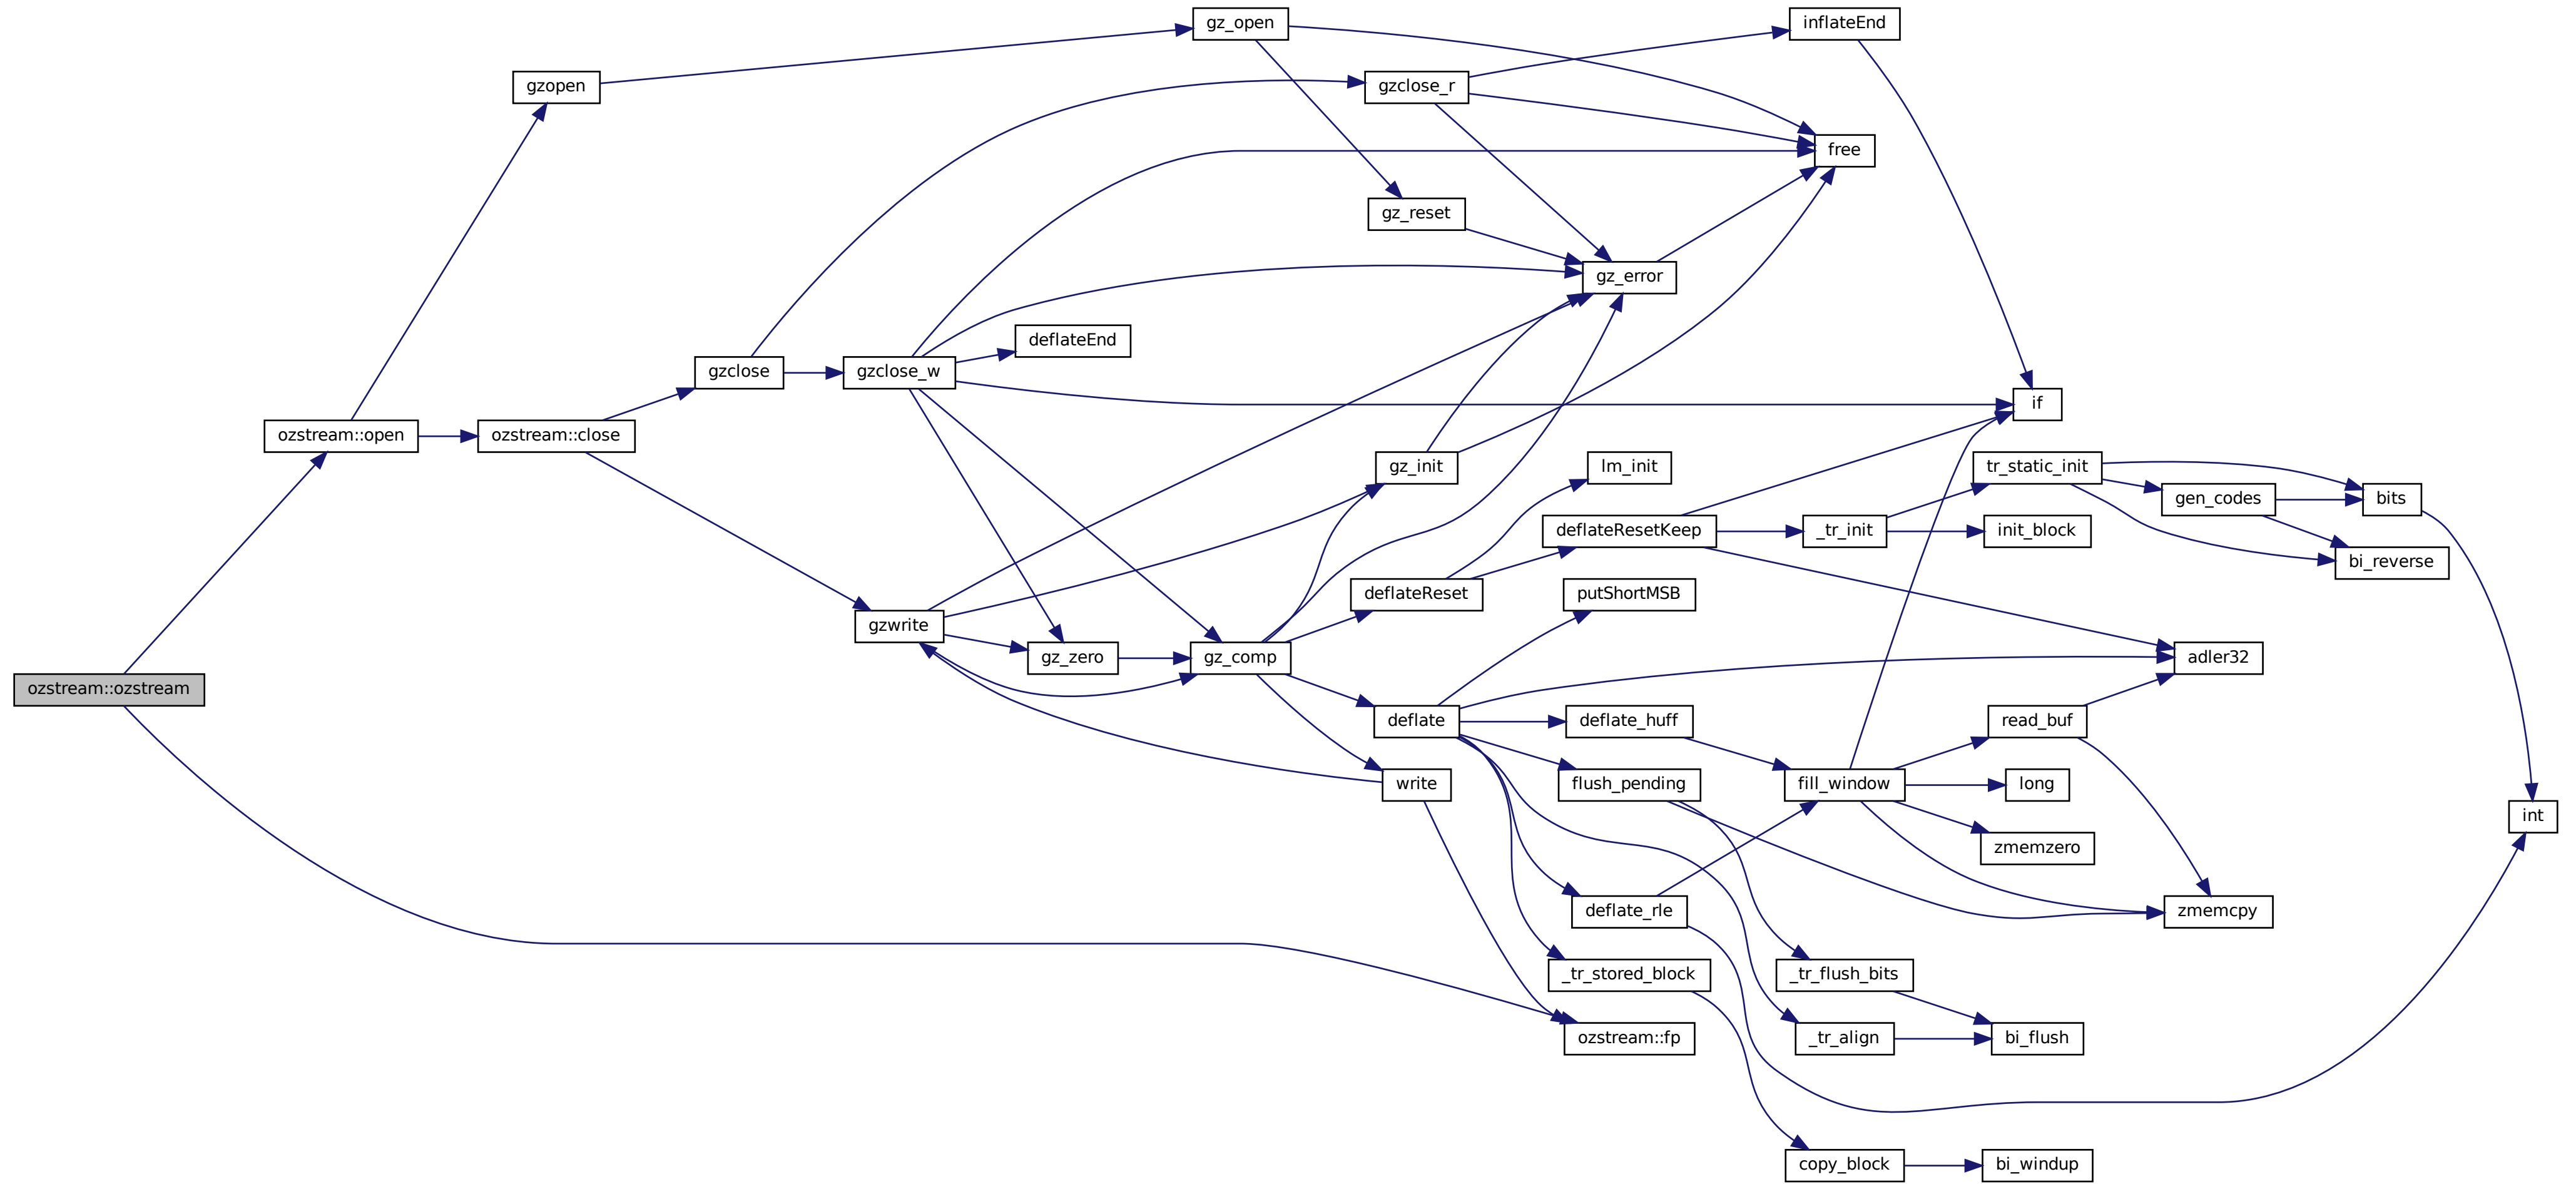 gz_open
inflateEnd
gzopen
gzclose_r
free
gz_reset
gz_error
deflateEnd
gzclose
gzclose_w
if
ozstream::open
ozstream::close
gz_init
lm_init
tr_static_init
gen_codes
bits
deflateResetKeep
_tr_init
init_block
bi_reverse
deflateReset
putShortMSB
gzwrite
gz_zero
gz_comp
adler32
ozstream::ozstream
deflate
deflate_huff
read_buf
write
flush_pending
fill_window
long
int
zmemzero
deflate_rle
zmemcpy
_tr_stored_block
_tr_flush_bits
ozstream::fp
_tr_align
bi_flush
copy_block
bi_windup